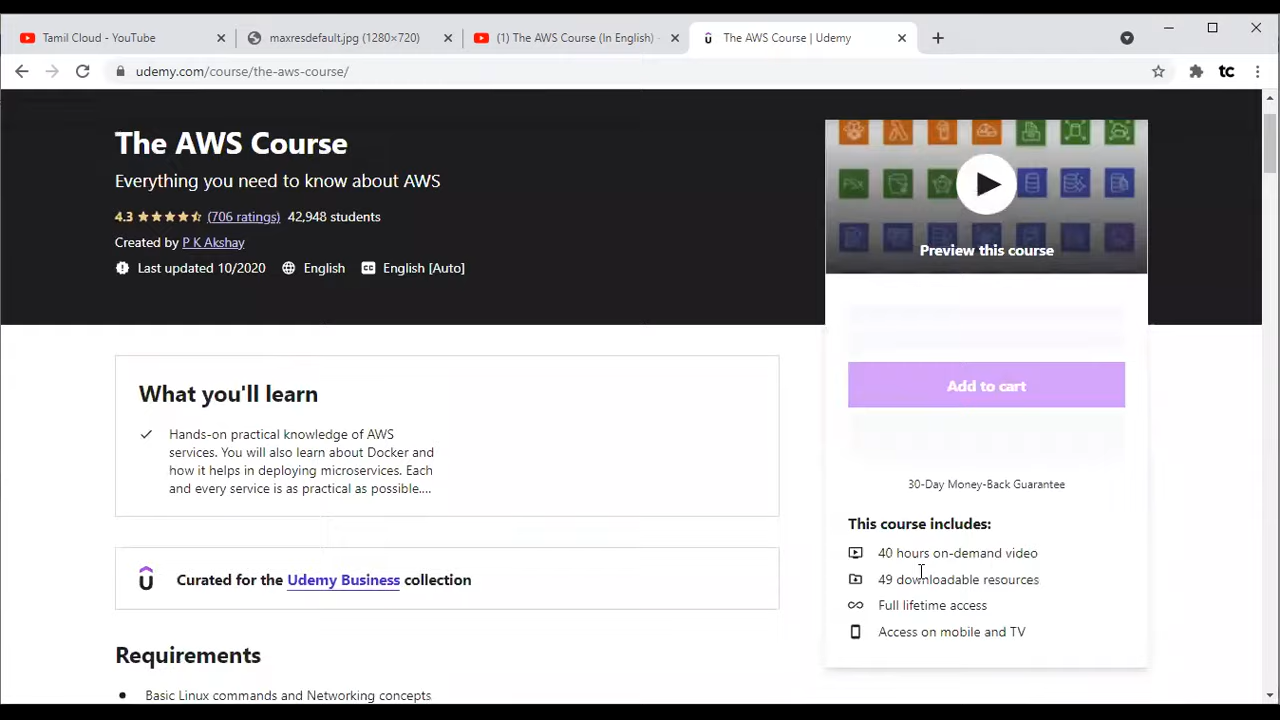 Tamil Cloud - YouTube
maxresdefault.jpg (1280×720)
(1) The AWS Course (In English) -
The AWS Course | Udemy
udemy.com/course/the-aws-course/
tc
The AWS Course
Everything you need to know about AWS
4.3 (706 ratings) 42,948 students
Created by P K Akshay
Last updated 10/2020 English English [Auto]
Preview this course
Add to cart
30-Day Money-Back Guarantee
This course includes:
40 hours on-demand video
49 downloadable resources
Full lifetime access
Access on mobile and TV
What you'll learn
Hands-on practical knowledge of AWS
services. You will also learn about Docker and
how it helps in deploying microservices. Each
and every service is as practical as possible....
Curated for the Udemy Business collection
Requirements
Basic Linux commands and Networking concepts